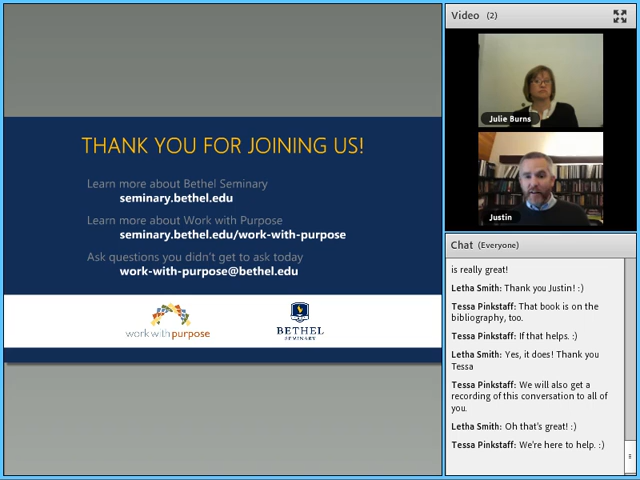 THANK YOU FOR JOINING US!
Learn more about Bethel Seminary
seminary.bethel.edu
Learn more about Work with Purpose
seminary.bethel.edu/work-with-purpose
Ask questions you didn't get to ask today
work-with-purpose@bethel.edu
work with purpose
BETHEL
SEMINARY
Video (2)
Julie Burns
Justin
Chat (Everyone)
is really great!
Letha Smith: Thank you Justin! :)
Tessa Pinkstaff: That book is on the
bibliography, too.
Tessa Pinkstaff: If that helps. :)
Letha Smith: Yes, it does! Thank you
Tessa
Tessa Pinkstaff: We will also get a
recording of this conversation to all of
you.
Letha Smith: Oh that's great! :)
Tessa Pinkstaff: We're here to help. :)